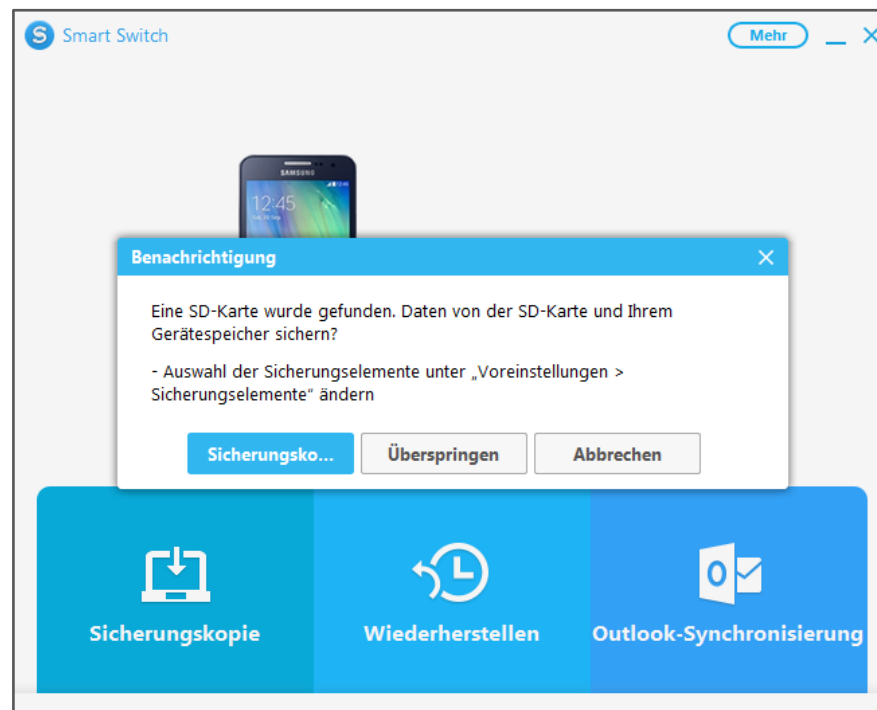 Smart Switch
Mehr
SAMSUNG
12:45
Benachrichtigung
Eine SD-Karte wurde gefunden. Daten von der SD-Karte und Ihrem
Gerätespeicher sichern?
- Auswahl der Sicherungselemente unter „Voreinstellungen >
Sicherungselemente“ ändern
Sicherungsko...
Überspringen
Abbrechen
Sicherungskopie
Wiederherstellen
Outlook-Synchronisierung